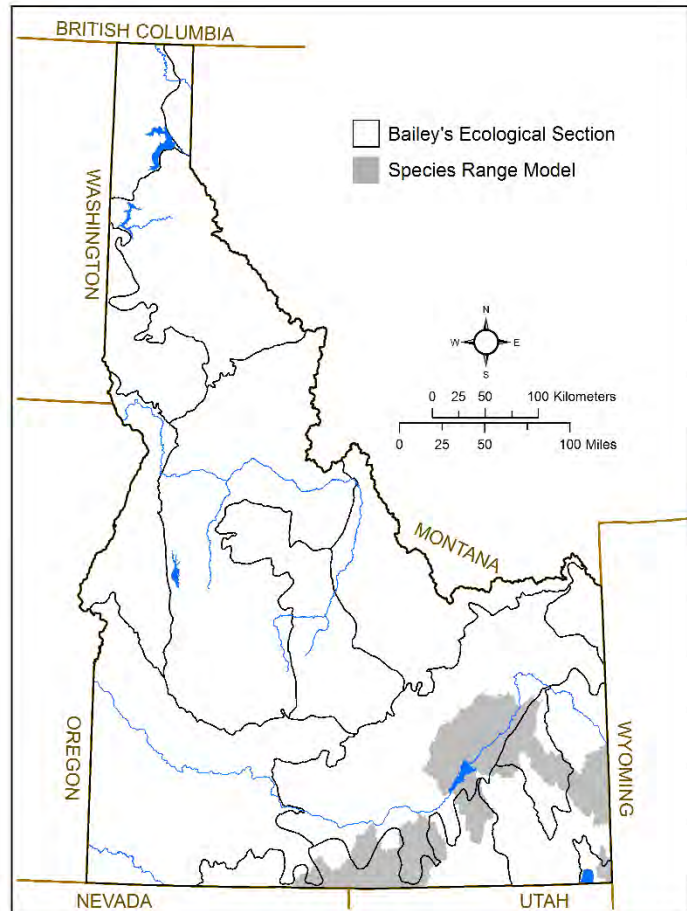 BRITISH COLUMBIA
WASHINGTON
Bailey's Ecological Section
Species Range Model
N
W E
S
0 25 50 100 Kilometers
0 25 50 100 Miles
MONTANA
OREGON
WYOMING
NEVADA UTAH